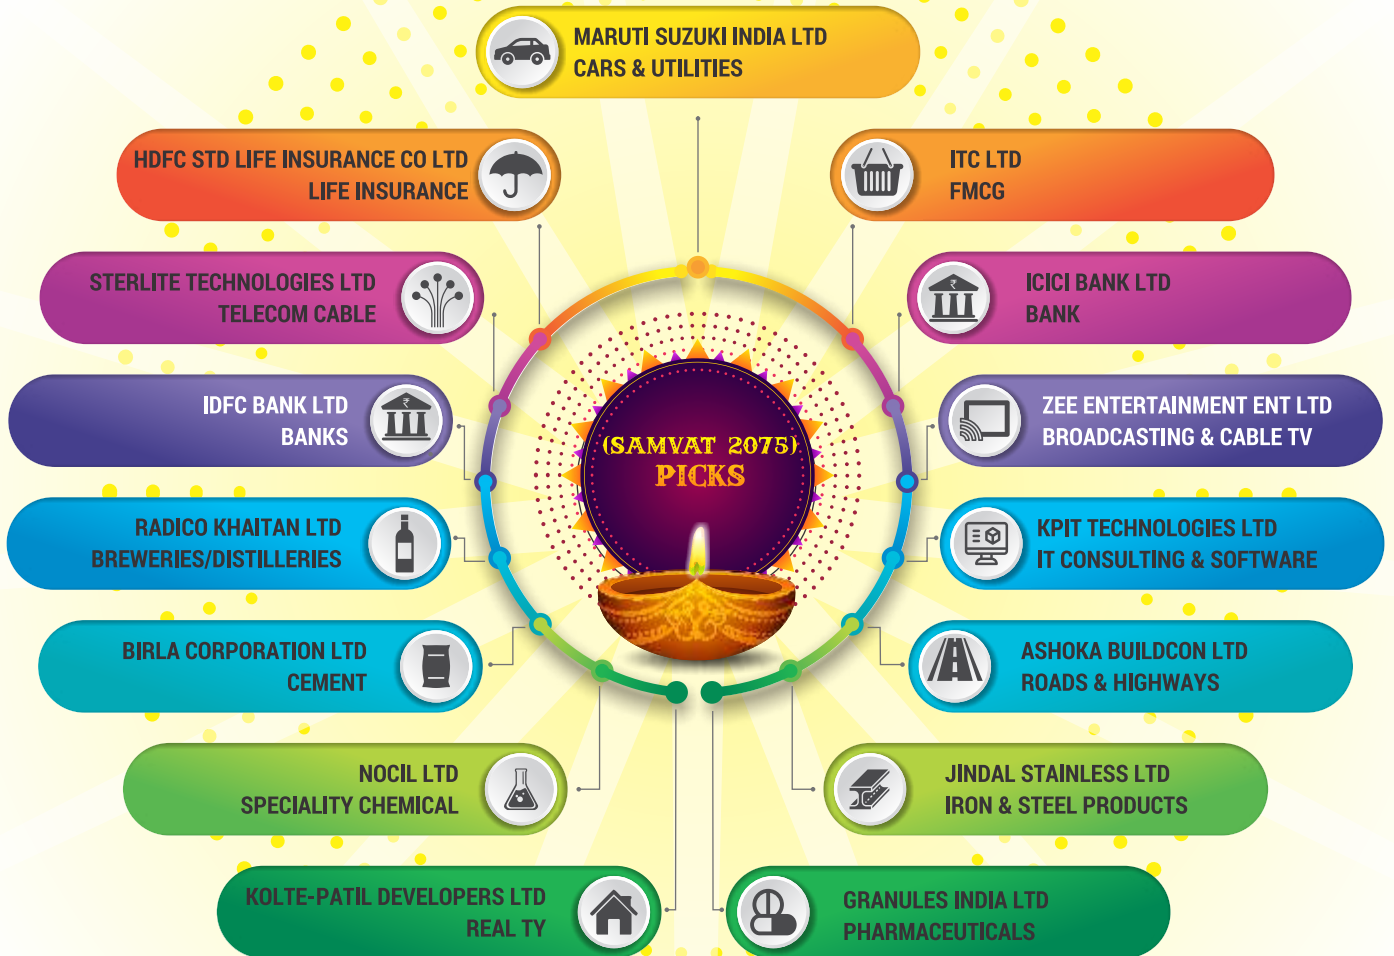 MARUTI SUZUKI INDIA LTD
CARS & UTILITIES
HDFC STD LIFE INSURANCE CO LTD
LIFE INSURANCE
ITC LTD
FMCG
STERLITE TECHNOLOGIES LTD
TELECOM CABLE
ICICI BANK LTD
BANK
IDFC BANK LTD
BANKS
ZEE ENTERTAINMENT ENT LTD
BROADCASTING & CABLE TV
(SAMVAT 2075)
PICKS
RADICO KHAITAN LTD
BREWERIES/DISTILLERIES
KPIT TECHNOLOGIES LTD
IT CONSULTING & SOFTWARE
BIRLA CORPORATION LTD
CEMENT
ASHOKA BUILDCON LTD
ROADS & HIGHWAYS
NOCIL LTD
SPECIALITY CHEMICAL
JINDAL STAINLESS LTD
IRON & STEEL PRODUCTS
KOLTE-PATIL DEVELOPERS LTD
REAL TY
GRANULES INDIA LTD
PHARMACEUTICALS